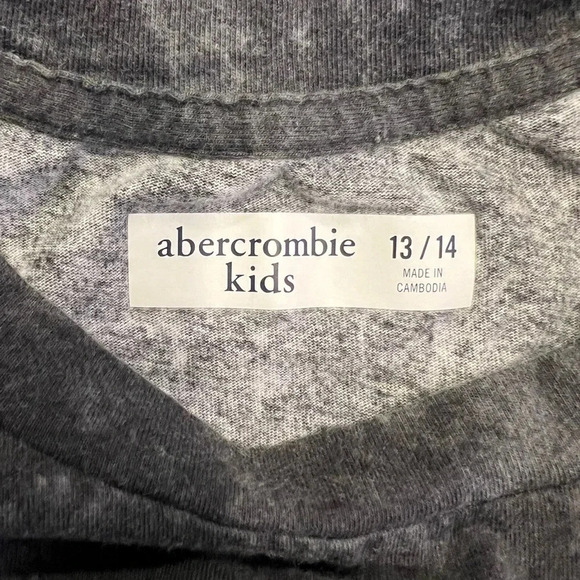 abercrombie
kids
13 / 14
MADE IN
CAMBODIA